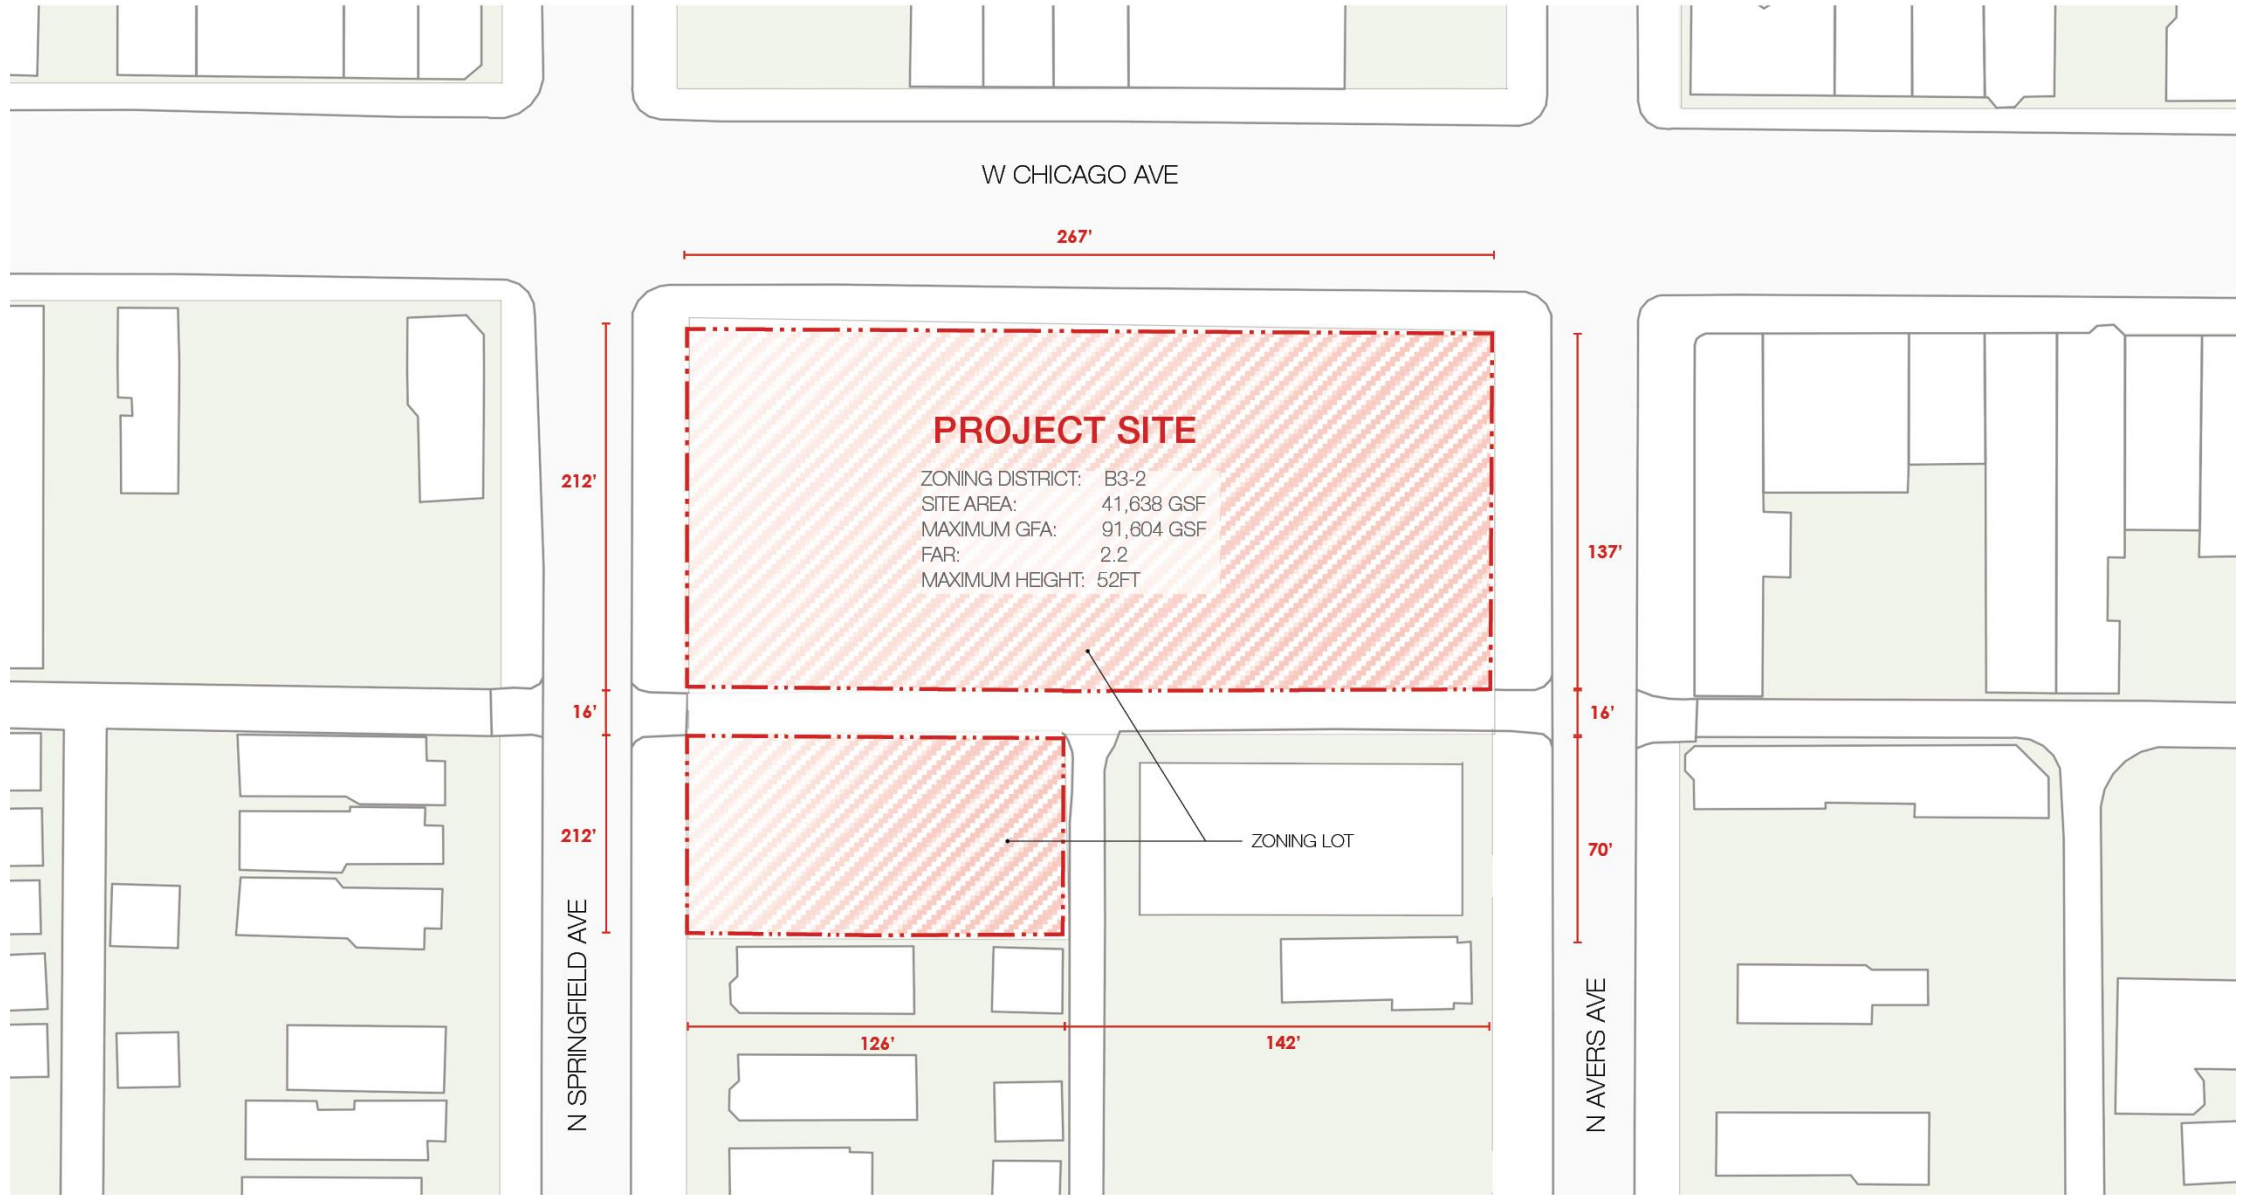 W CHICAGO AVE
267'
PROJECT SITE
ZONING DISTRICT: B3-2
SITE AREA: 41,638 GSF
MAXIMUM GFA: 91,604 GSF
FAR: 2.2
MAXIMUM HEIGHT: 52FT
212'
137'
16'
16'
212'
ZONING LOT
70'
N SPRINGFIELD AVE
N AVERS AVE
126'
142'